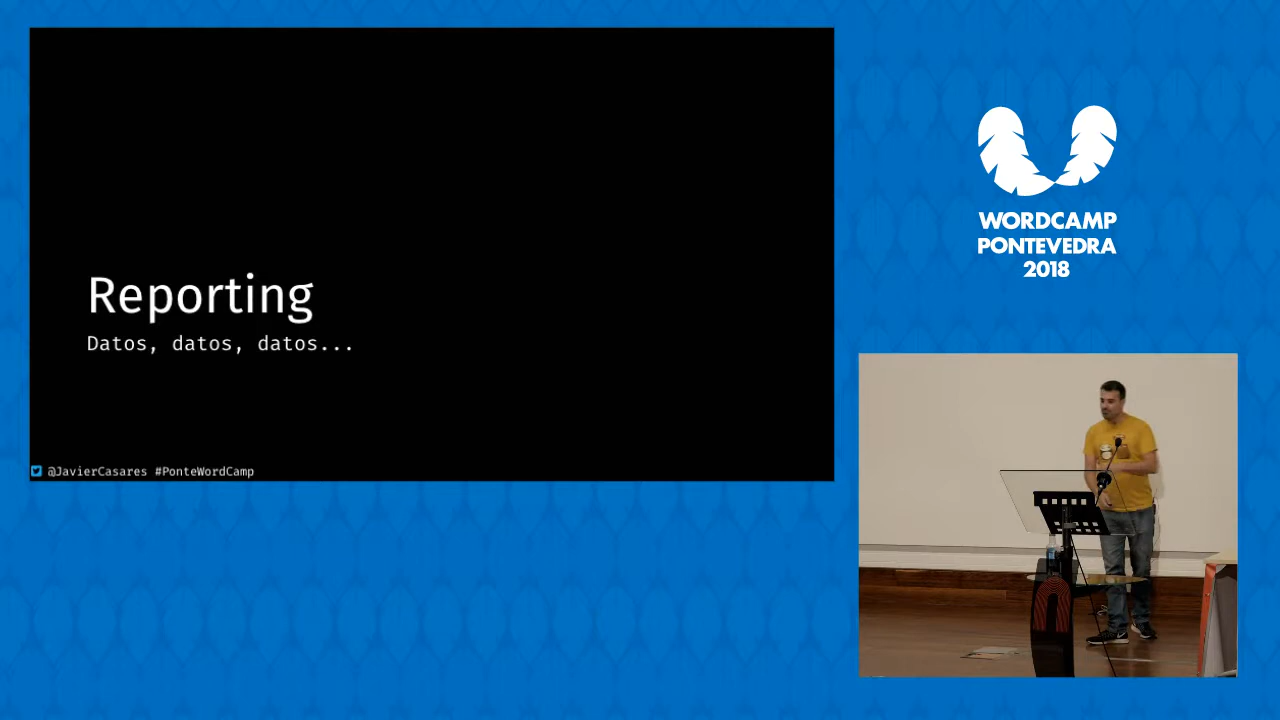 Reporting
Datos, datos, datos...
@JavierCasares #PonteWordCamp
WORDCAMP
PONTEVEDRA
2018